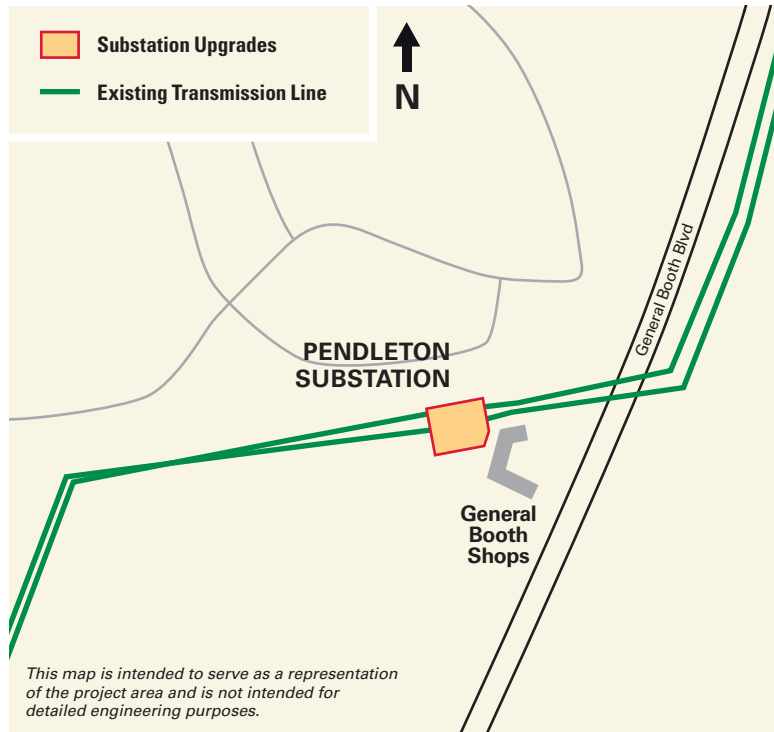 Substation Upgrades
Existing Transmission Line
N
General Booth Blvd
PENDLETON
SUBSTATION
General
Booth
Shops
This map is intended to serve as a representation
of the project area and is not intended for
detailed engineering purposes.